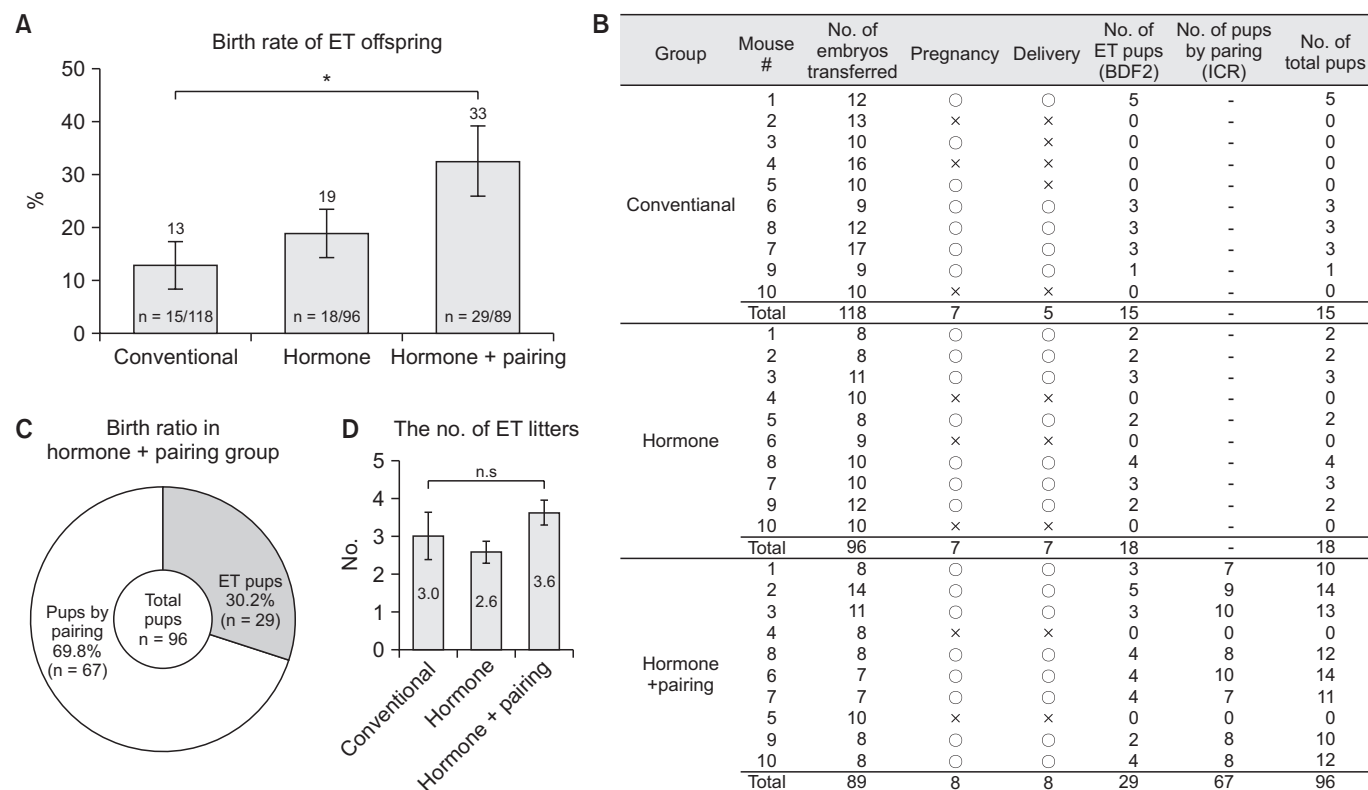 A
Birth rate of ET offspring
50
40
30
20
10
0
%
*
13
19
33
n = 15/118
n = 18/96
n = 29/89
Conventional
Hormone
Hormone + pairing
B
Group
Mouse
#
No. of
embryos
transferred
Pregnancy
Delivery
No. of
ET pups
(BDF2)
No. of pups
by paring
(ICR)
No. of
total pups
Conventianal
1 12 ○ ○ 5 - 5
2 13 × × 0 - 0
3 10 ○ × 0 - 0
4 16 × × 0 - 0
5 10 ○ × 0 - 0
6 9 ○ ○ 3 - 3
8 12 ○ ○ 3 - 3
7 17 ○ ○ 3 - 3
9 9 ○ ○ 1 - 1
10 10 × × 0 - 0
Total 118 7 5 15 - 15
Hormone
1 8 ○ ○ 2 - 2
2 8 ○ ○ 2 - 2
3 11 ○ ○ 3 - 3
4 10 × × 0 - 0
5 8 ○ ○ 2 - 2
6 9 × × 0 - 0
8 10 ○ ○ 4 - 4
7 10 ○ ○ 3 - 3
9 12 ○ ○ 2 - 2
10 10 × × 0 - 0
Total 96 7 7 18 - 18
Hormone
+pairing
1 8 ○ ○ 3 7 10
2 14 ○ ○ 5 9 14
3 11 ○ ○ 3 10 13
4 8 × × 0 0 0
8 8 ○ ○ 4 8 12
6 7 ○ ○ 4 10 14
7 7 ○ ○ 4 7 11
5 10 × × 0 0 0
9 8 ○ ○ 2 8 10
10 8 ○ ○ 4 8 12
Total 89 8 8 29 67 96
C
Birth ratio in
hormone + pairing group
ET pups
30.2%
(n = 29)
Total
pups
n = 96
Pups by
pairing
69.8%
(n = 67)
D
The no. of ET litters
5
4
3
2
1
0
No.
n.s
3.0
2.6
3.6
Conventional
Hormone
Hormone + pairing